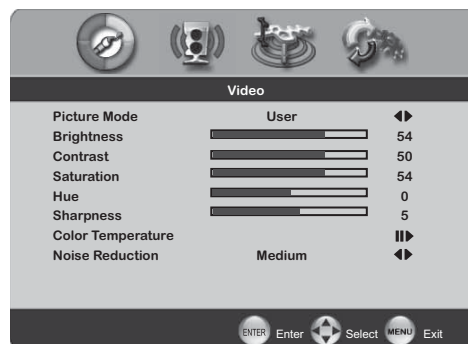 Video
Picture Mode User
Brightness 54
Contrast 50
Saturation 54
Hue 0
Sharpness 5
Color Temperature
Noise Reduction Medium
ENTER Enter Select MENU Exit